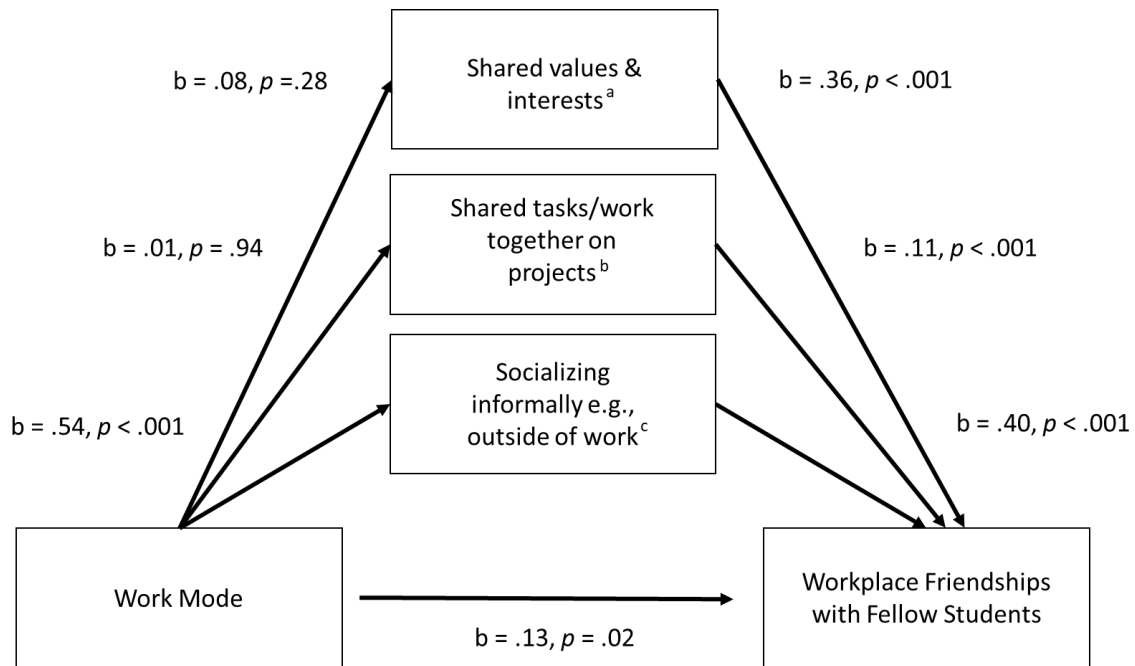 Shared values &
interests a
b = .08, p =.28
b = .36, p < .001
Shared tasks/work
together on
projects b
b = .01, p = .94
b = .11, p < .001
Socializing
informally e.g.,
outside of work c
b = .54, p < .001
b = .40, p < .001
Work Mode
Workplace Friendships
with Fellow Students
b = .13, p = .02